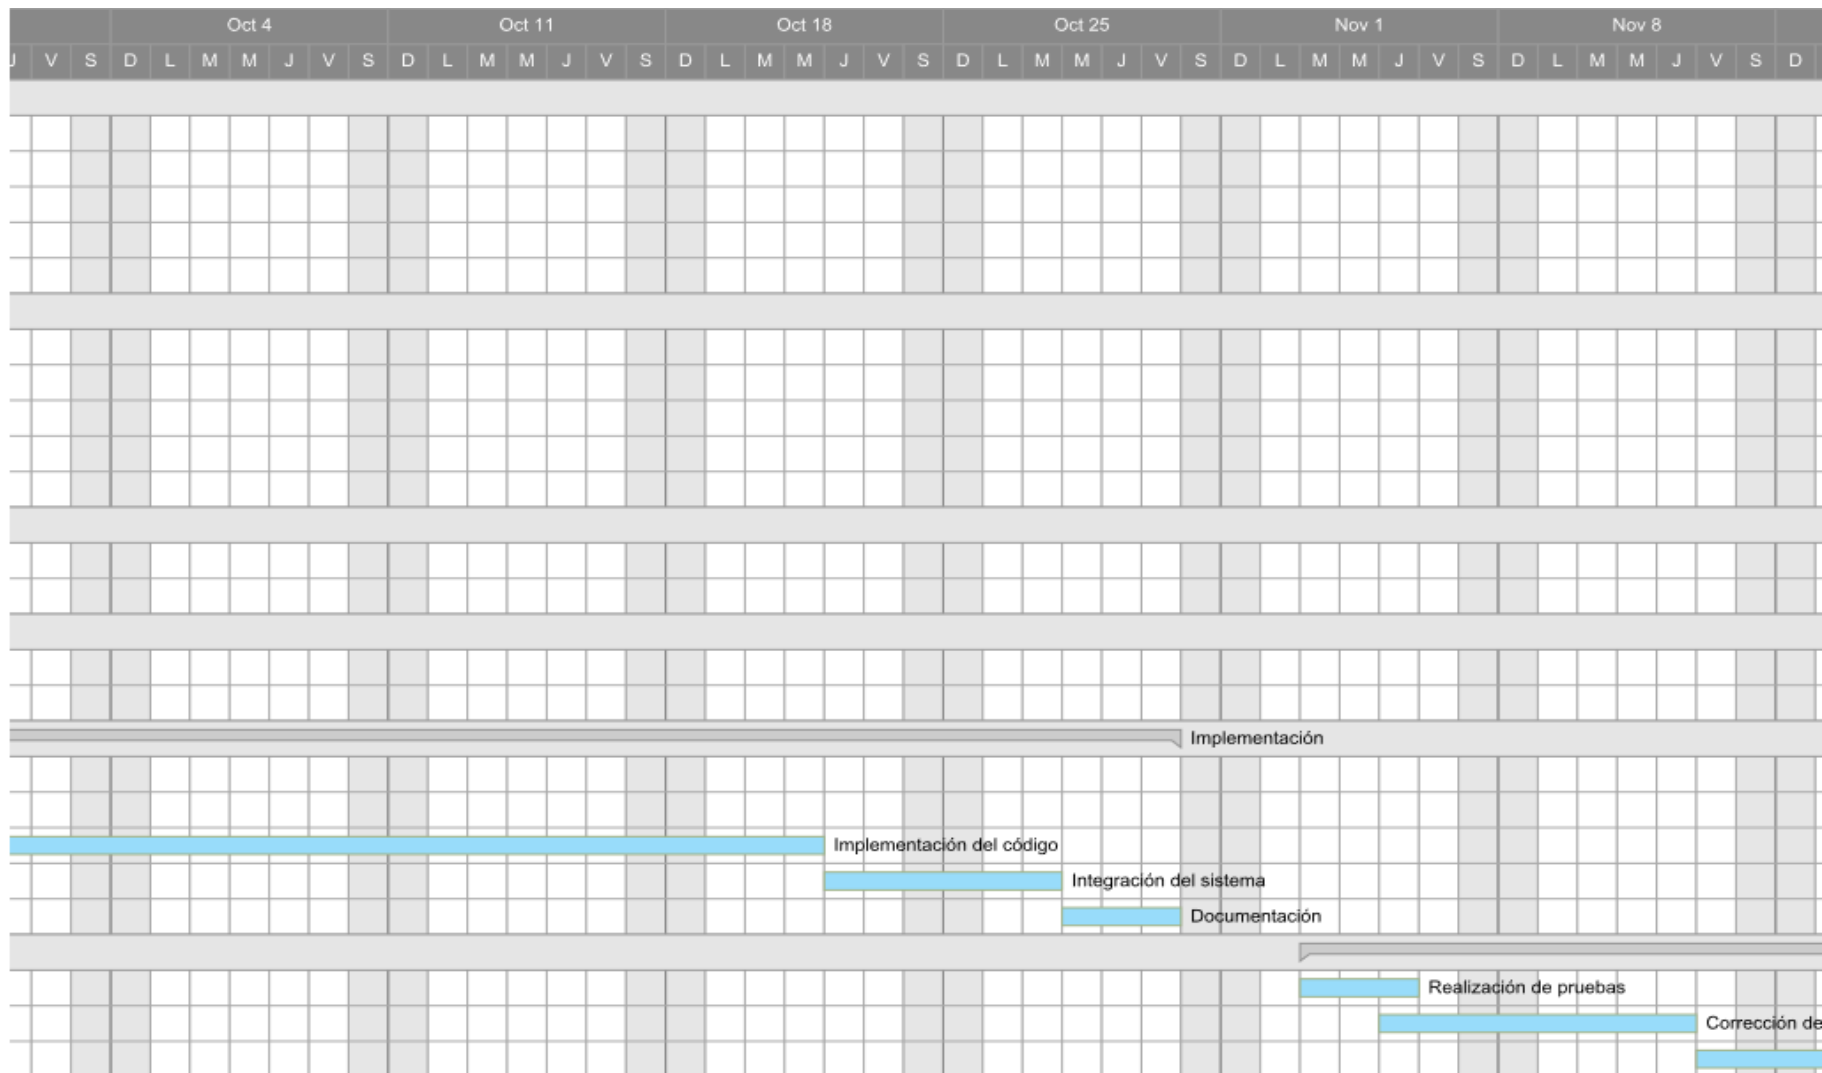 Oct 4 Oct 11 Oct 18 Oct 25 Nov 1 Nov 8
J V S D L M M J V S D L M M J V S D L M M J V S D L M M J V S D L M M J V S D L M M J V S D
Implementación
Implementación del código
Integración del sistema
Documentación
Realización de pruebas
Corrección de